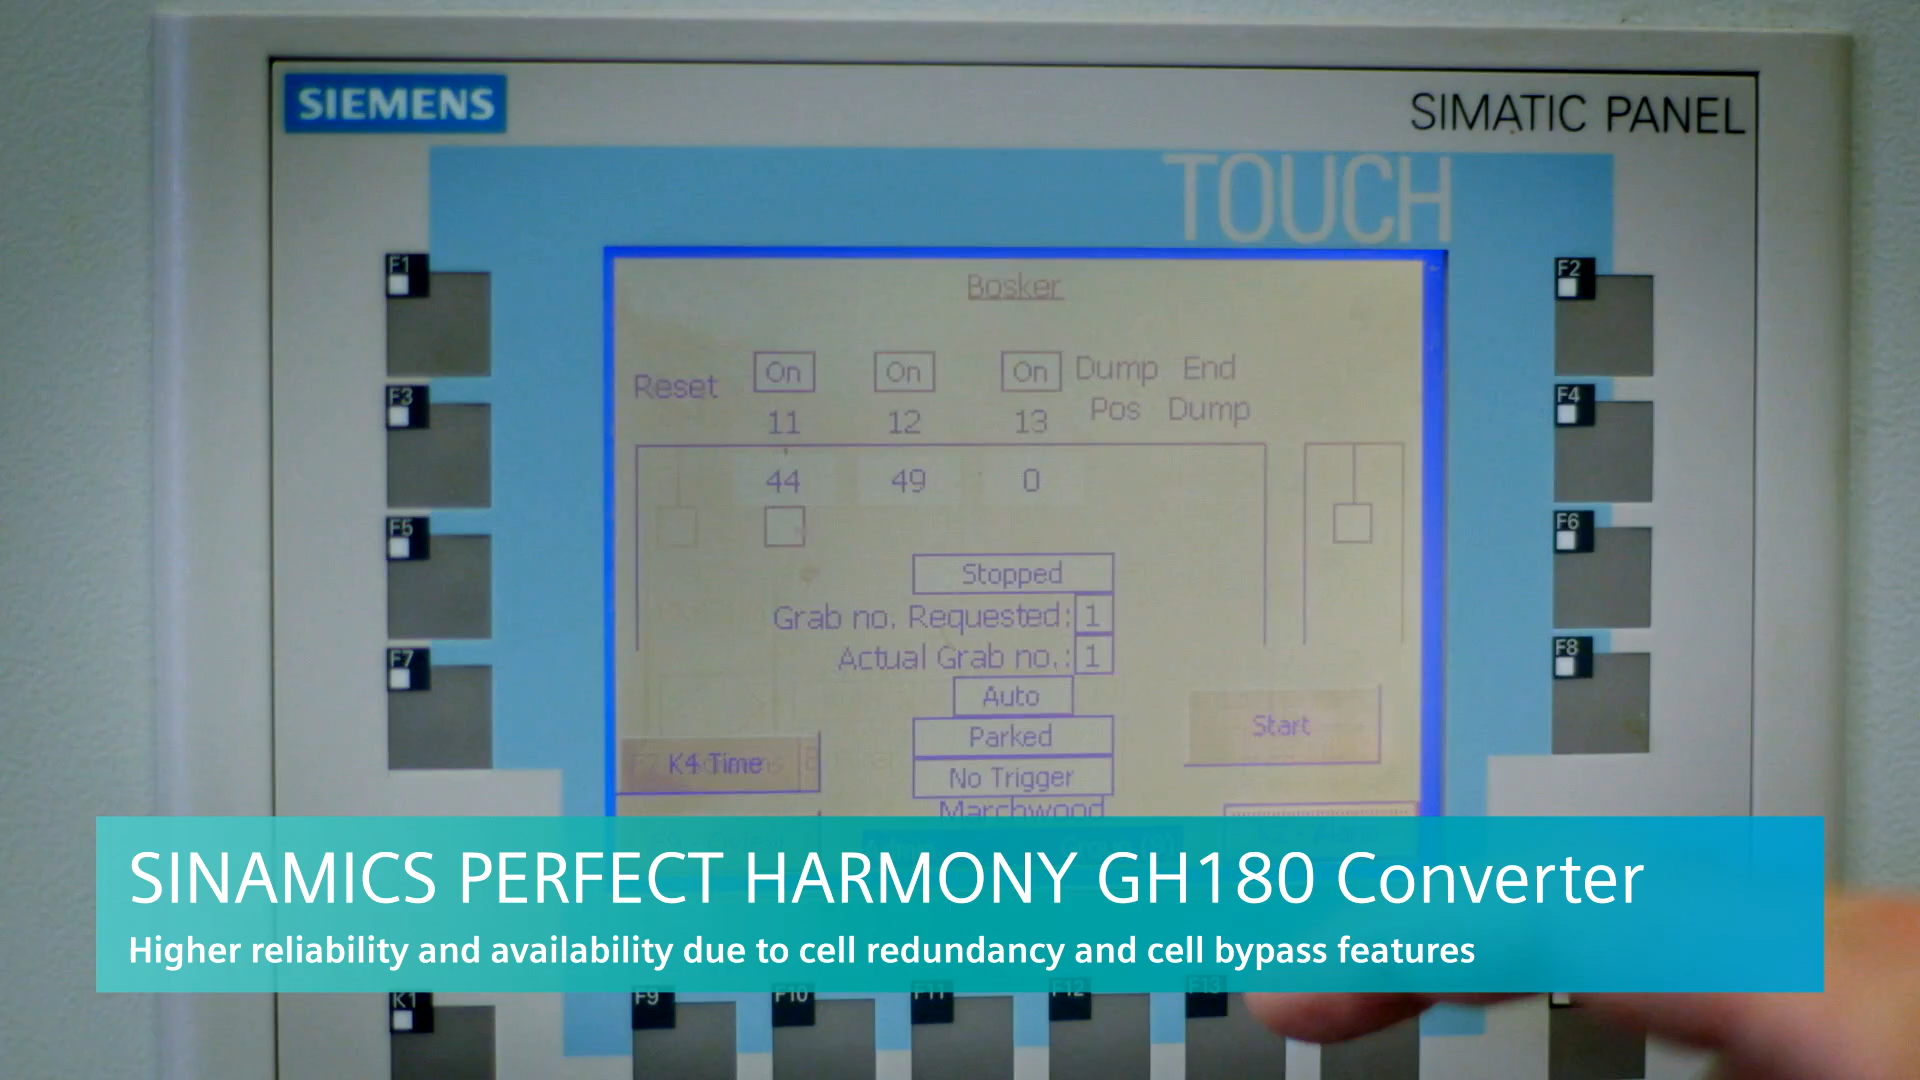 SIEMENS
SIMATIC PANEL
TOUCH
F1
F2
Bosker
Reset On On On Dump End
11 12 13 Pos Dump
F3
F4
44 49 0
F5
F6
Stopped
Grab no. Requested: 1
Actual Grab no.: 1
F7
F8
Auto
Parked
Start
K4 Time
No Trigger
Marchwood
SINAMICS PERFECT HARMONY GH180 Converter
Higher reliability and availability due to cell redundancy and cell bypass features
K1
F9 F10 F11 F12 F13